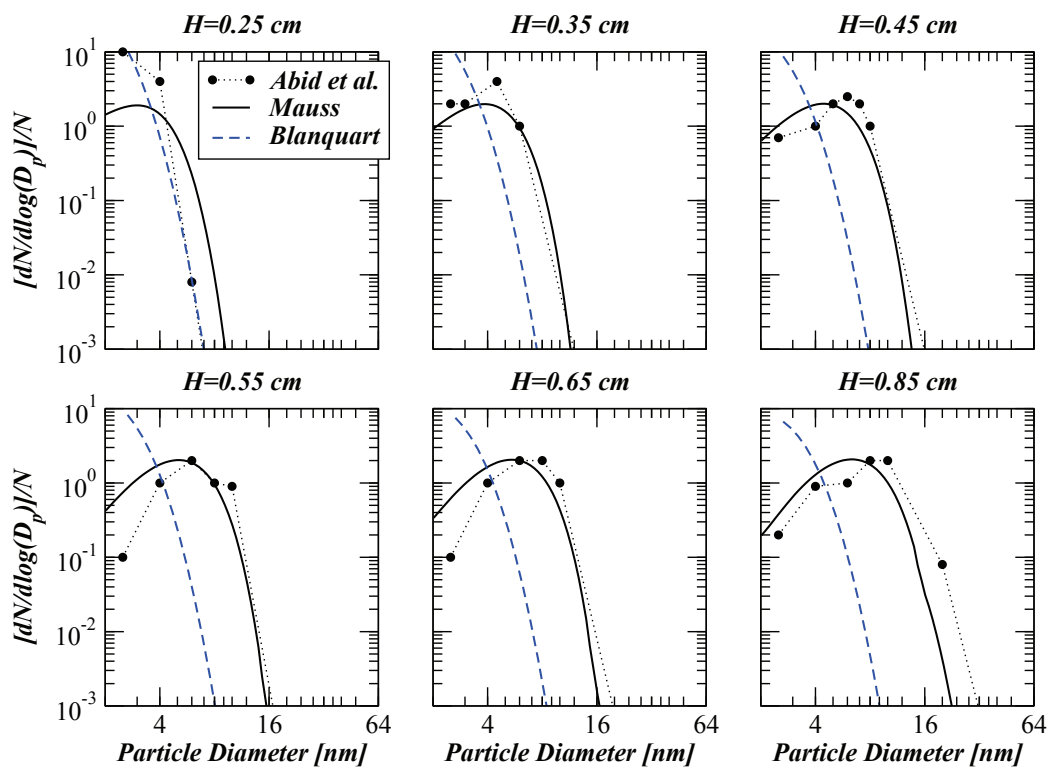 H=0.25 cm
H=0.35 cm
H=0.45 cm
[dN/dlog(D_p)]/N
10^1
10^0
10^-1
10^-2
10^-3
Abid et al.
Mauss
Blanquart
H=0.55 cm
H=0.65 cm
H=0.85 cm
[dN/dlog(D_p)]/N
10^1
10^0
10^-1
10^-2
10^-3
4 16 64
4 16 64
4 16 64
Particle Diameter [nm]
Particle Diameter [nm]
Particle Diameter [nm]